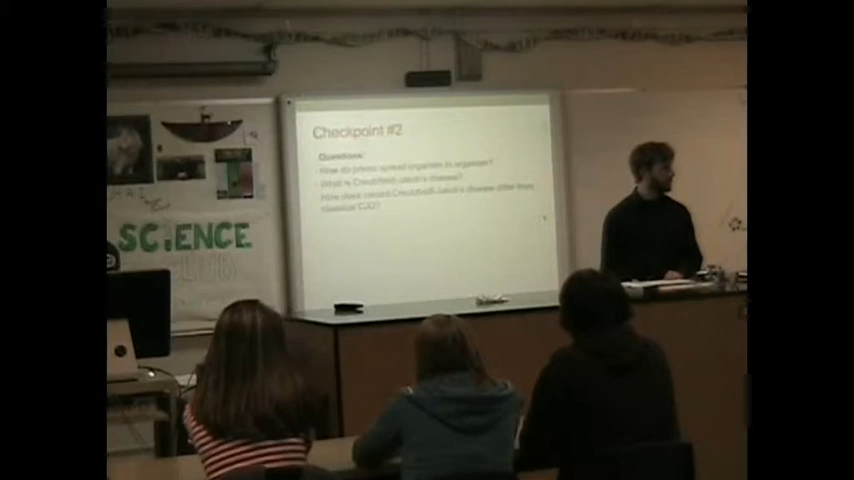 Checkpoint #2
Questions:
- How do prions spread organism to organism?
- What is Creutzfeldt-Jakob's disease?
- How does variant Creutzfeldt-Jakob's disease differ from
classical CJD?
SCIENCE
CLUB